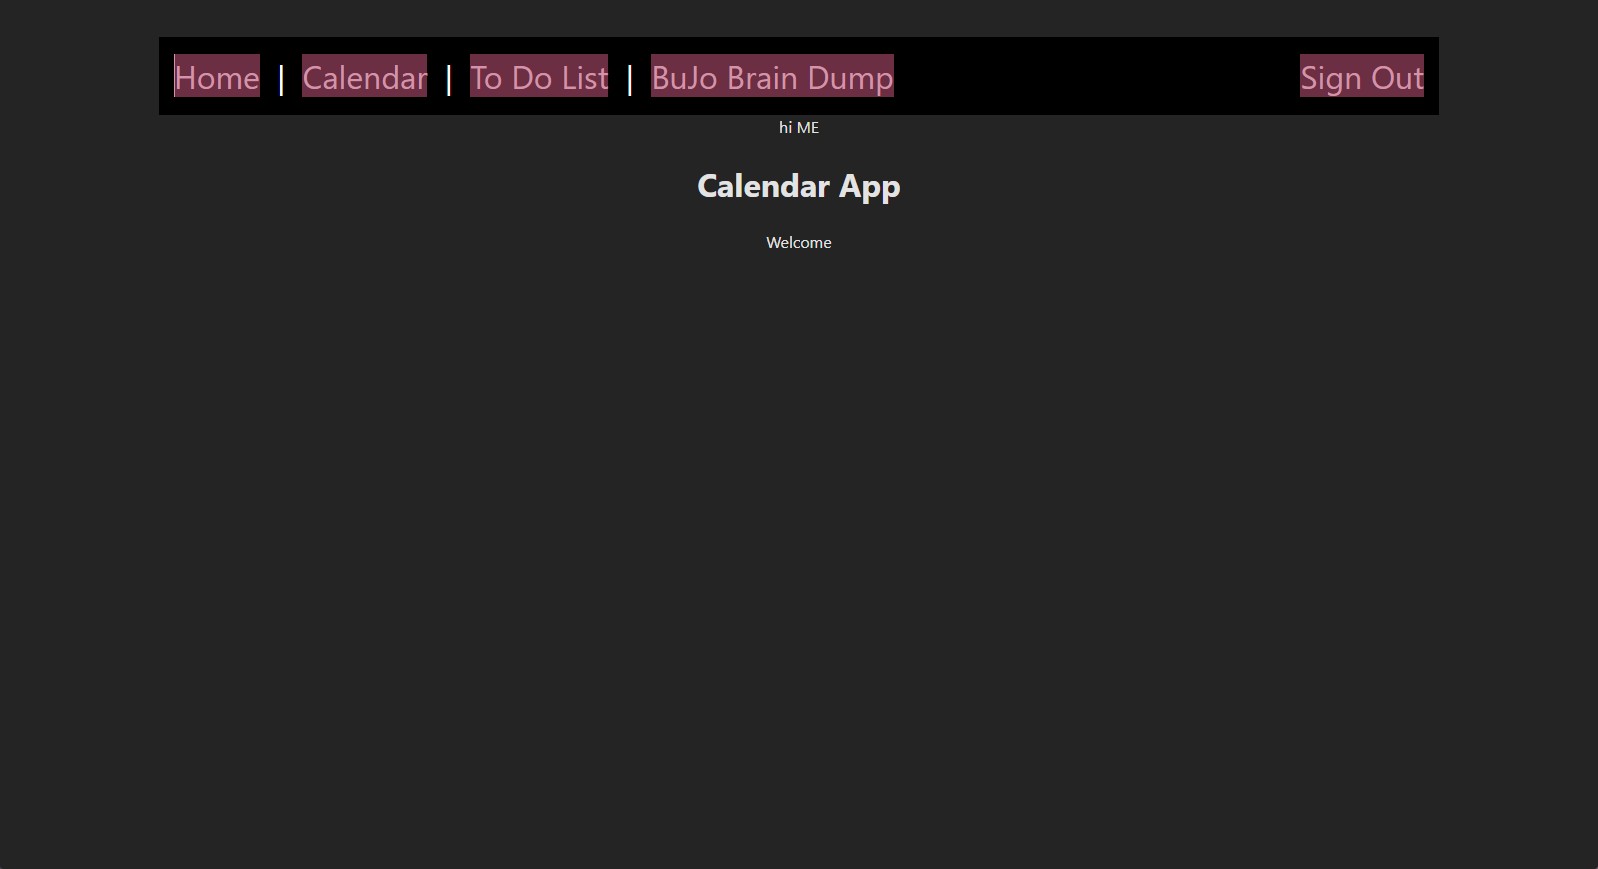 Home | Calendar | To Do List | BuJo Brain Dump Sign Out
hi ME
Calendar App
Welcome